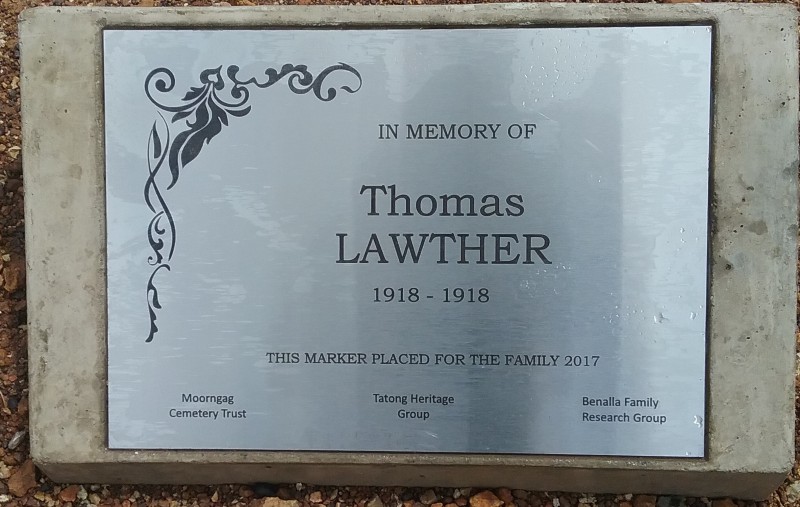 IN MEMORY OF
Thomas
LAWTHER
1918 - 1918
THIS MARKER PLACED FOR THE FAMILY 2017
Moorngag
Cemetery Trust
Tatong Heritage
Group
Benalla Family
Research Group